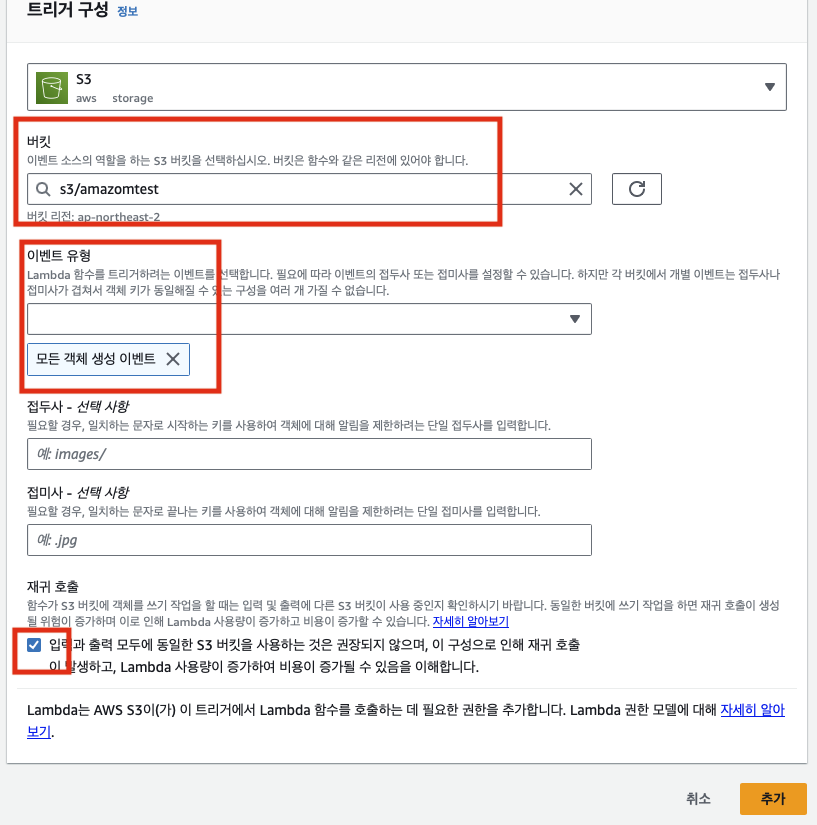 트리거 구성 정보
S3
aws storage
버킷
이벤트 소스의 역할을 하는 S3 버킷을 선택하십시오. 버킷은 함수와 같은 리전에 있어야 합니다.
s3/amazomtest
버킷 리전: ap-northeast-2
이벤트 유형
Lambda 함수를 트리거하려는 이벤트를 선택합니다. 필요에 따라 이벤트의 접두사 또는 접미사를 설정할 수 있습니다. 하지만 각 버킷에서 개별 이벤트는 접두사나
접미사가 겹쳐서 객체 키가 동일해질 수 있는 구성을 여러 개 가질 수 없습니다.
모든 객체 생성 이벤트
접두사 - 선택 사항
필요할 경우, 일치하는 문자로 시작하는 키를 사용하여 객체에 대해 알림을 제한하려는 단일 접두사를 입력합니다.
예: images/
접미사 - 선택 사항
필요할 경우, 일치하는 문자로 끝나는 키를 사용하여 객체에 대해 알림을 제한하려는 단일 접미사를 입력합니다.
예: .jpg
재귀 호출
함수가 S3 버킷에 객체를 쓰기 작업을 할 때는 입력 및 출력에 다른 S3 버킷이 사용 중인지 확인하시기 바랍니다. 동일한 버킷에 쓰기 작업을 하면 재귀 호출이 생성
될 위험이 증가하며 이로 인해 Lambda 사용량이 증가하고 비용이 증가할 수 있습니다. 자세히 알아보기
입력과 출력 모두에 동일한 S3 버킷을 사용하는 것은 권장되지 않으며, 이 구성으로 인해 재귀 호출
이 발생하고, Lambda 사용량이 증가하여 비용이 증가될 수 있음을 이해합니다.
Lambda는 AWS S3이(가) 이 트리거에서 Lambda 함수를 호출하는 데 필요한 권한을 추가합니다. Lambda 권한 모델에 대해 자세히 알아
보기.
취소 추가